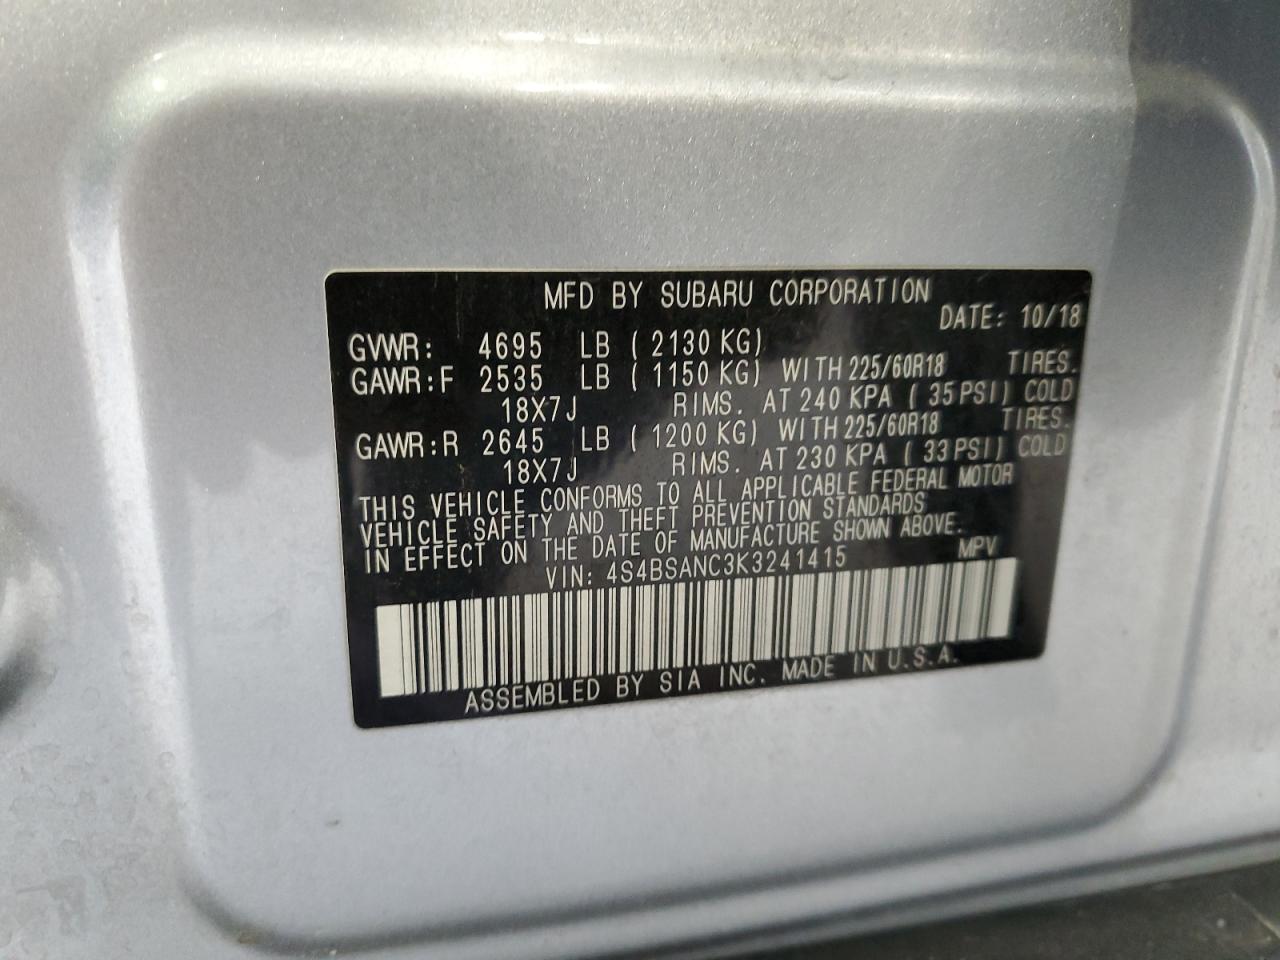 MFD BY SUBARU CORPORATION
DATE: 10/18
GVWR: 4695 LB ( 2130 KG)
GAWR:F 2535 LB ( 1150 KG) WITH 225/60R18 TIRES.
18X7J RIMS. AT 240 KPA ( 35 PSI) COLD
GAWR:R 2645 LB ( 1200 KG) WITH 225/60R18 TIRES.
18X7J RIMS. AT 230 KPA ( 33 PSI) COLD
THIS VEHICLE CONFORMS TO ALL APPLICABLE FEDERAL MOTOR
VEHICLE SAFETY AND THEFT PREVENTION STANDARDS
IN EFFECT ON THE DATE OF MANUFACTURE SHOWN ABOVE.
VIN: 4S4BSANC3K3241415 MPV
ASSEMBLED BY SIA INC. MADE IN U.S.A.